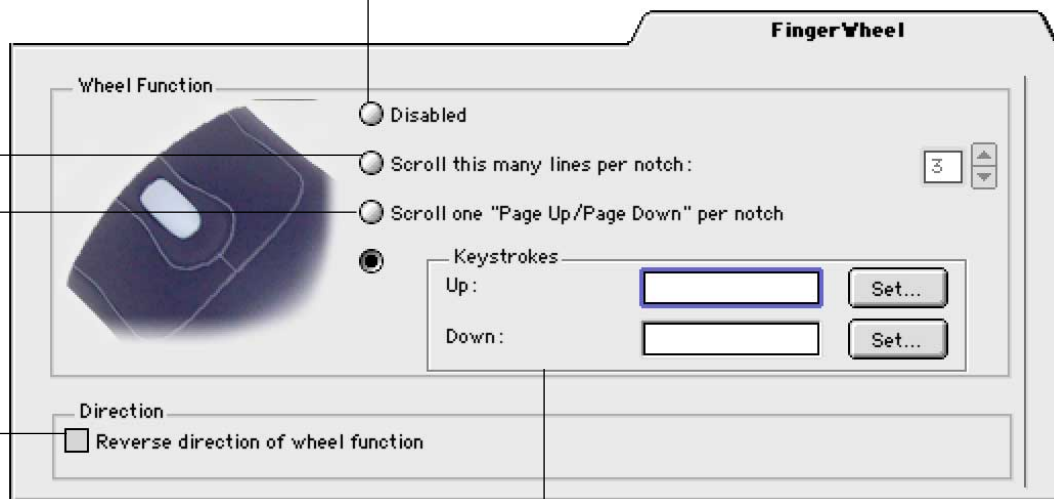 FingerWheel
Wheel Function
Disabled
Scroll this many lines per notch: 3
Scroll one "Page Up/Page Down" per notch
Keystrokes
Up: Set...
Down: Set...
Direction
Reverse direction of wheel function